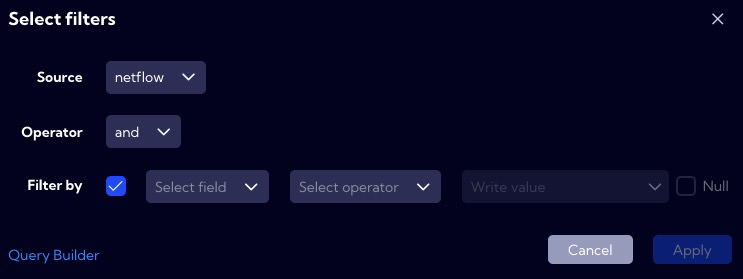 Select filters
Source netflow
Operator and
Filter by Select field Select operator Write value Null
Query Builder Cancel Apply